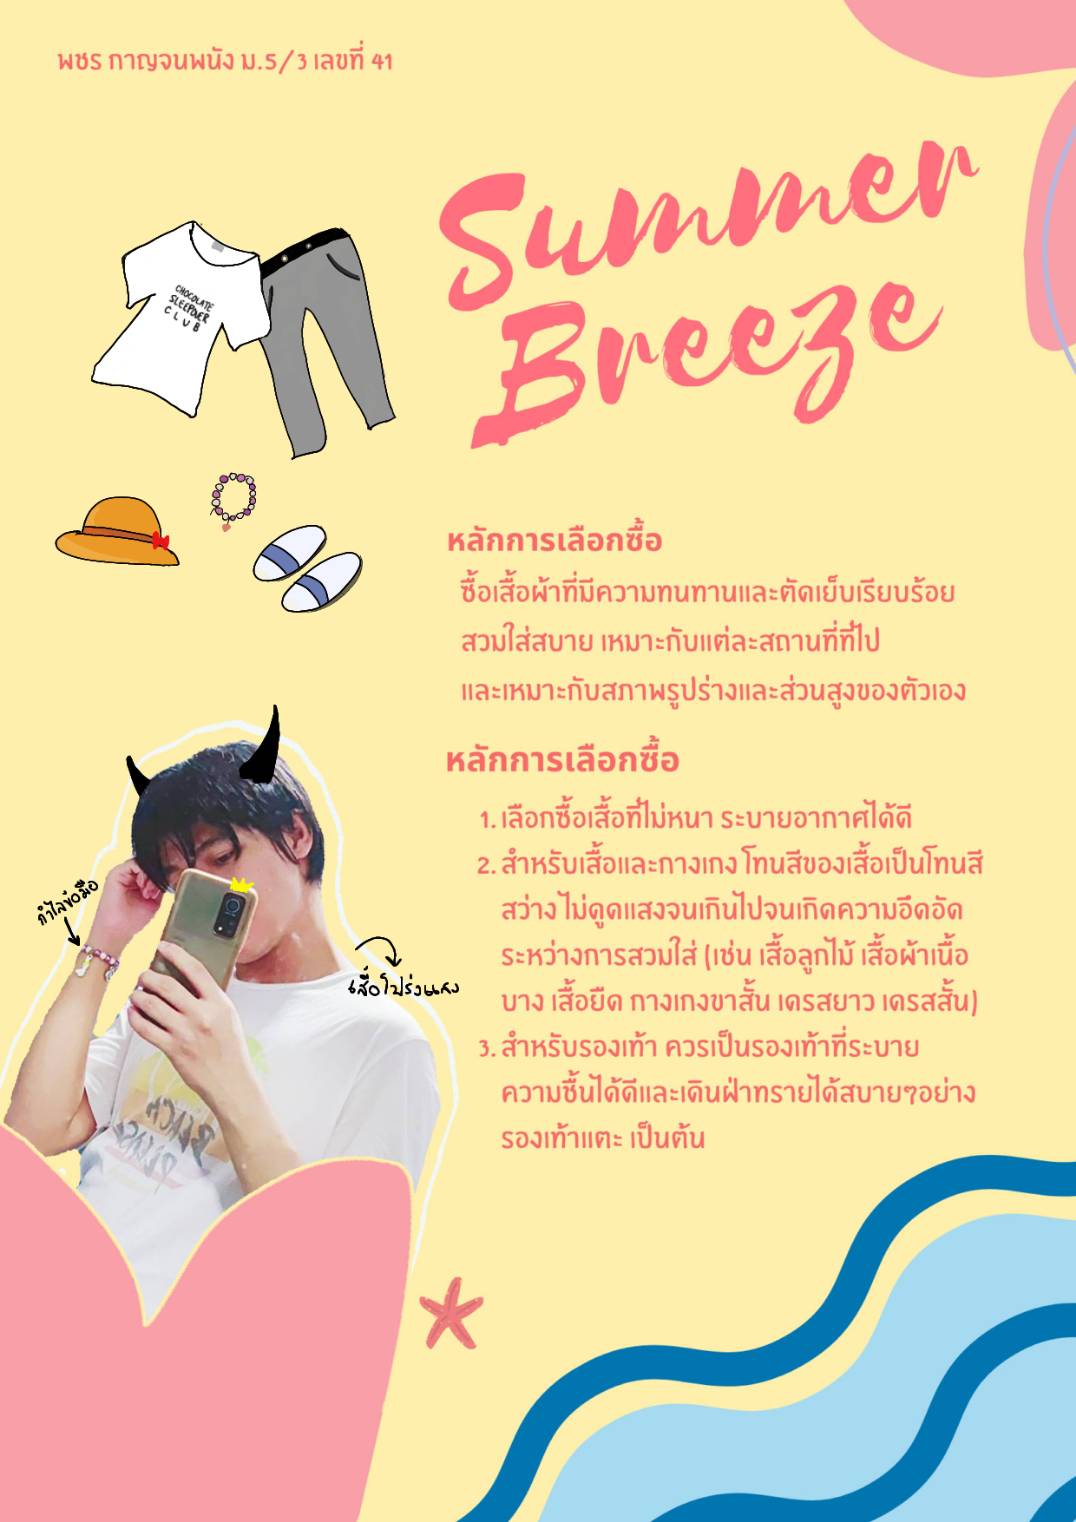 พชร กาญจนพนัง ม.5/3 เลขที่ 41
Summer
Breeze
CHOCOLATE
SLEEPOVER
CLUB
หลักการเลือกซื้อ
ซื้อเสื้อผ้าที่มีความทนทานและตัดเย็บเรียบร้อย
สวมใส่สบาย เหมาะกับแต่ละสถานที่ที่ไป
และเหมาะกับสภาพรูปร่างและส่วนสูงของตัวเอง
หลักการเลือกซื้อ
1. เลือกซื้อเสื้อที่ไม่หนา ระบายอากาศได้ดี
2. สำหรับเสื้อและกางเกง โทนสีของเสื้อเป็นโทนสี
สว่าง ไม่ดูดแสงจนเกินไปจนเกิดความอึดอัด
ระหว่างการสวมใส่ (เช่น เสื้อลูกไม้ เสื้อผ้าเนื้อ
บาง เสื้อยืด กางเกงขาสั้น เดรสยาว เดรสสั้น)
3. สำหรับรองเท้า ควรเป็นรองเท้าที่ระบาย
ความชื้นได้ดีและเดินฝ่าทรายได้สบายๆอย่าง
รองเท้าแตะ เป็นต้น
กำไลข้อมือ
เสื้อโปร่งแสง
BEACH
PLEASE